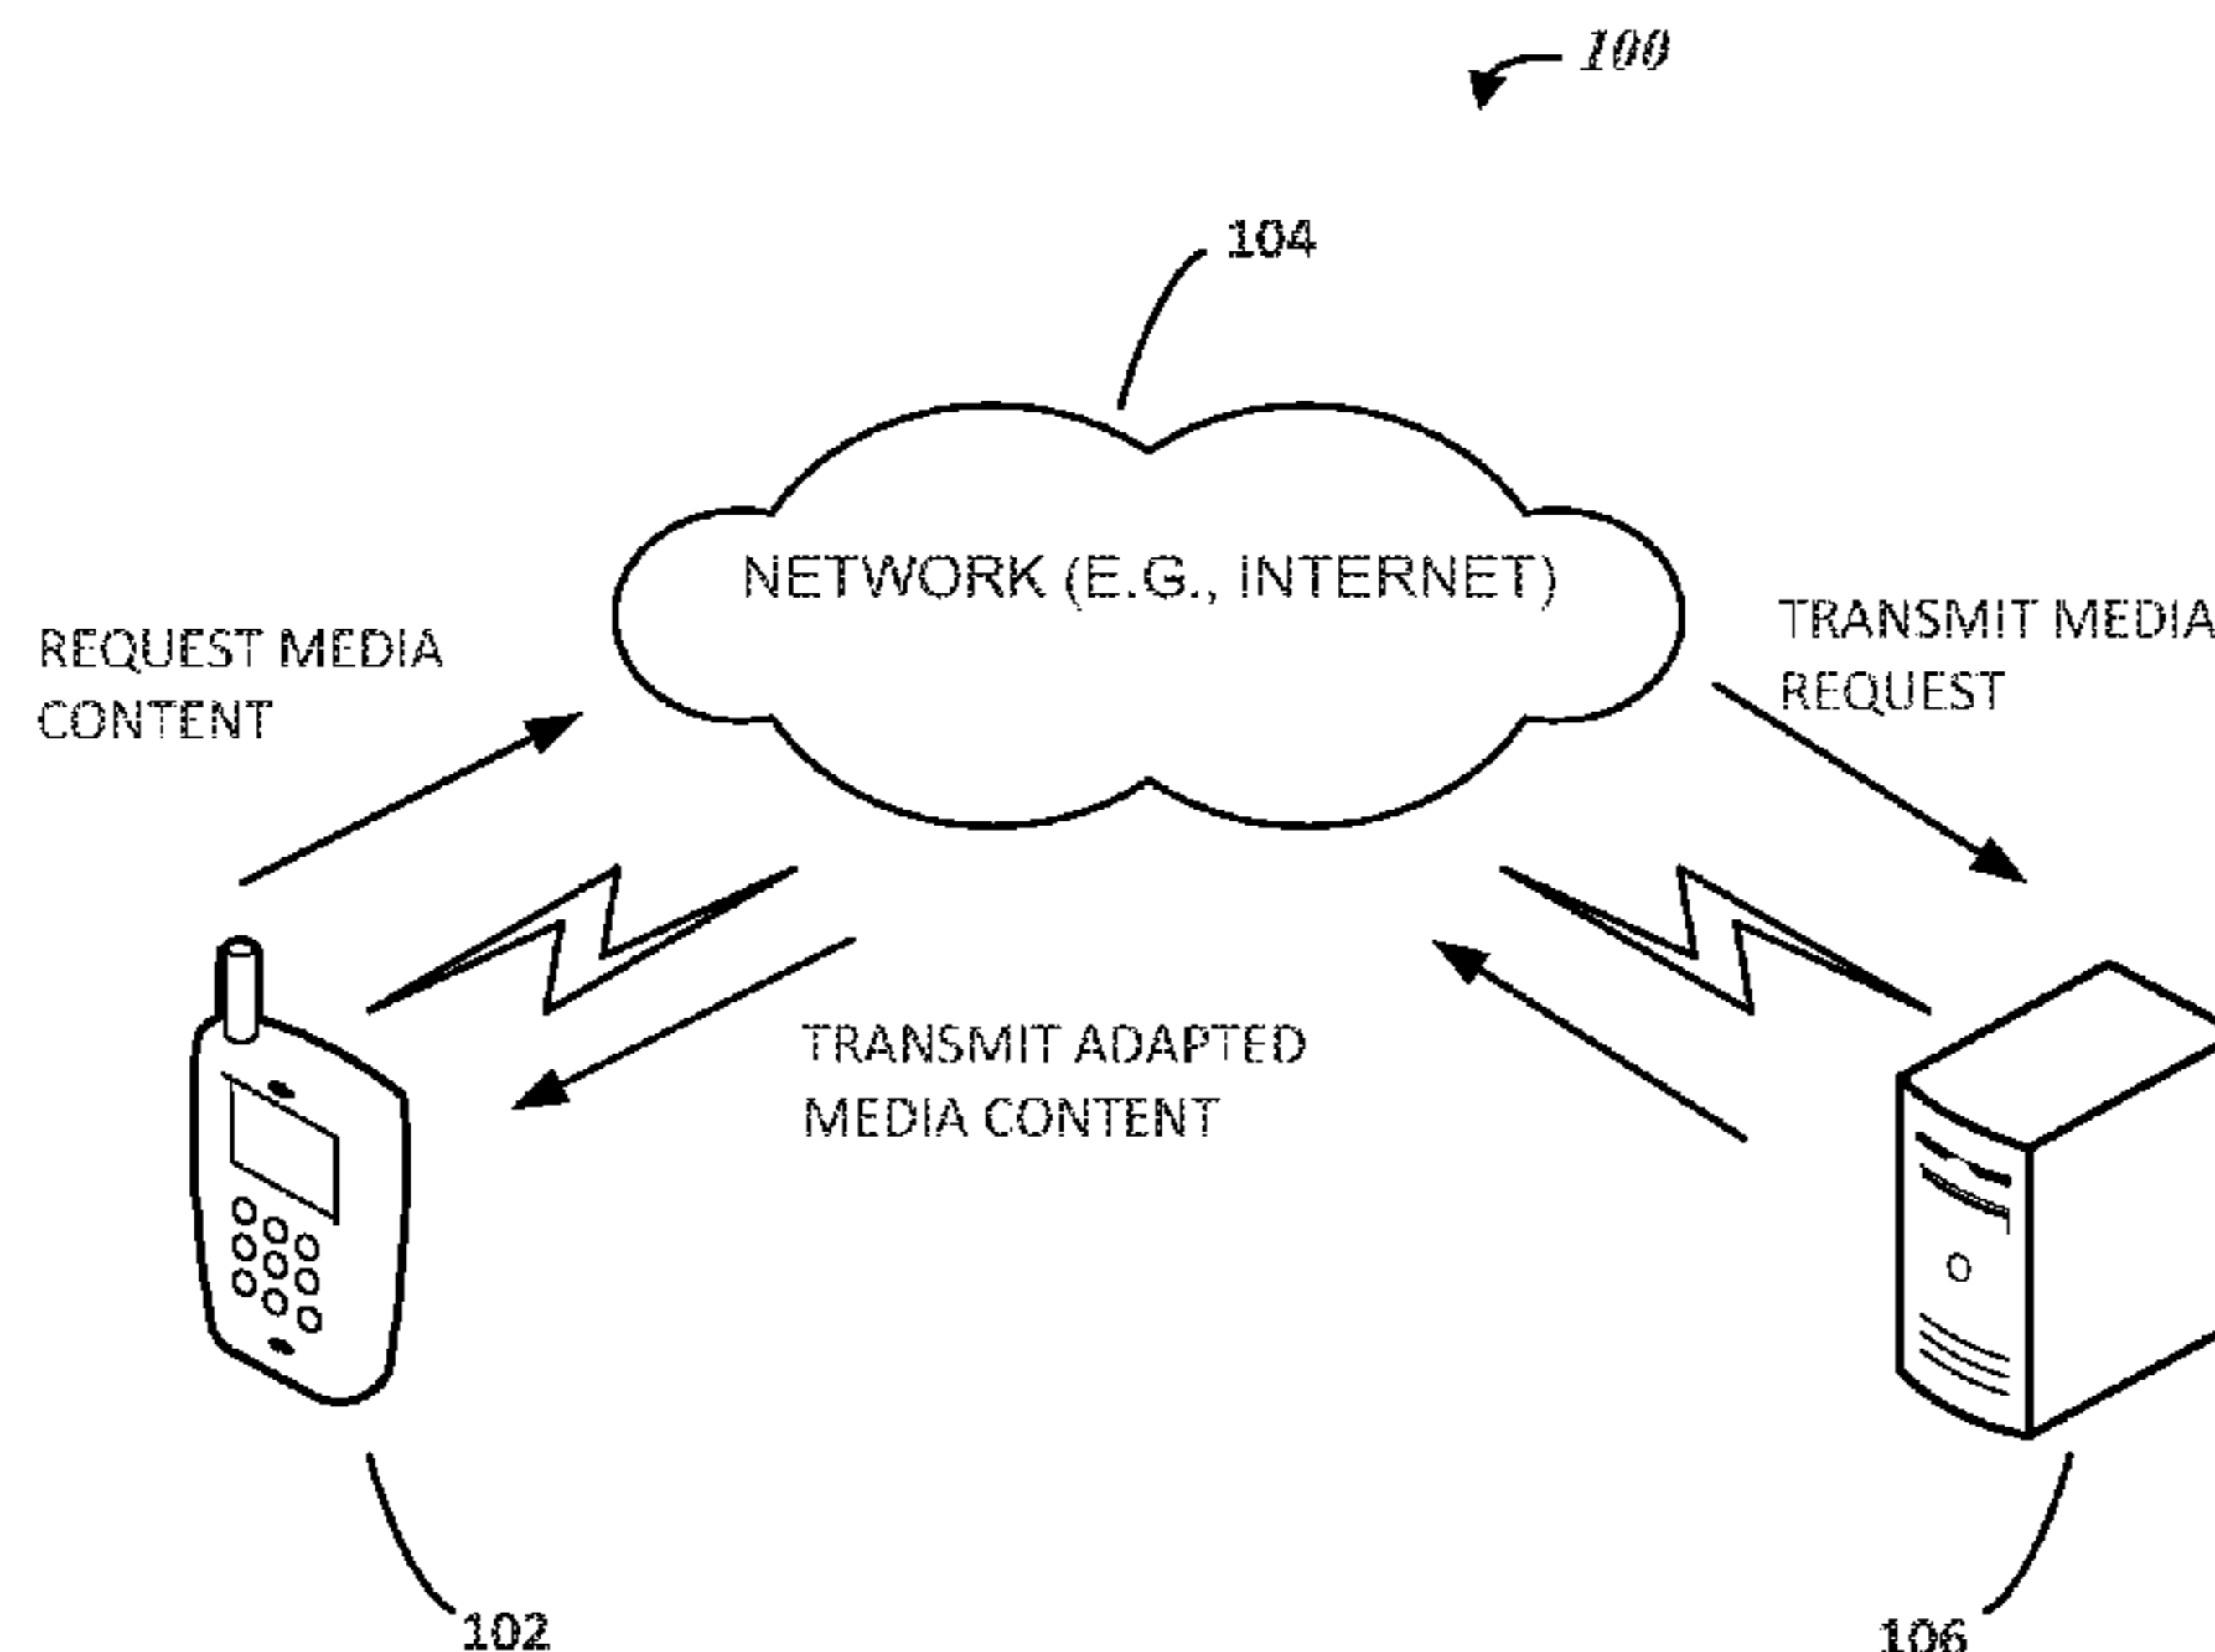 100
104
NETWORK (E.G., INTERNET)
REQUEST MEDIA
CONTENT
TRANSMIT MEDIA
REQUEST
TRANSMIT ADAPTED
MEDIA CONTENT
102
106